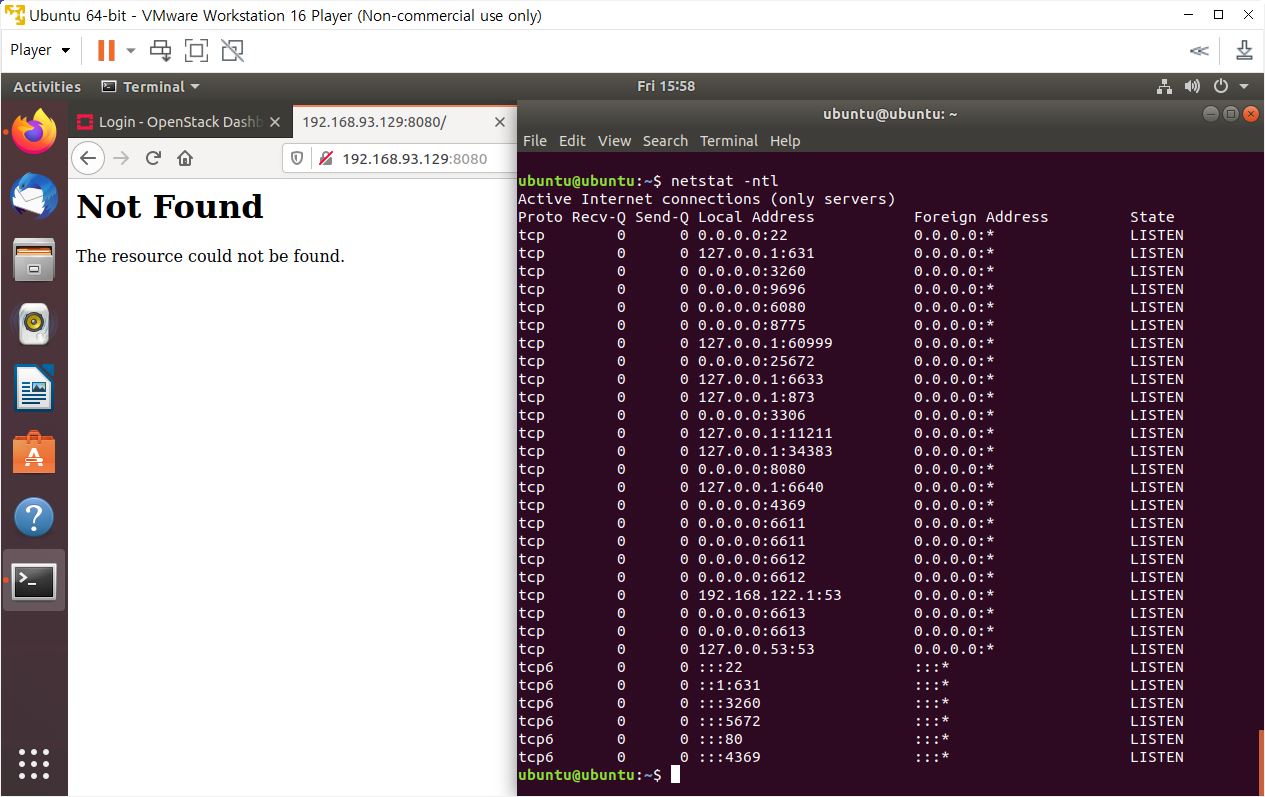 Ubuntu 64-bit - VMware Workstation 16 Player (Non-commercial use only)
Player
Activities Terminal Fri 15:58
Login - OpenStack Dashb
192.168.93.129:8080/
192.168.93.129:8080
Not Found
The resource could not be found.
ubuntu@ubuntu: ~
File Edit View Search Terminal Help
ubuntu@ubuntu:~$ netstat -ntl
Active Internet connections (only servers)
Proto Recv-Q Send-Q Local Address Foreign Address State
tcp 0 0 0.0.0.0:22 0.0.0.0:* LISTEN
tcp 0 0 127.0.0.1:631 0.0.0.0:* LISTEN
tcp 0 0 0.0.0.0:3260 0.0.0.0:* LISTEN
tcp 0 0 0.0.0.0:9696 0.0.0.0:* LISTEN
tcp 0 0 0.0.0.0:6080 0.0.0.0:* LISTEN
tcp 0 0 0.0.0.0:8775 0.0.0.0:* LISTEN
tcp 0 0 127.0.0.1:60999 0.0.0.0:* LISTEN
tcp 0 0 0.0.0.0:25672 0.0.0.0:* LISTEN
tcp 0 0 127.0.0.1:6633 0.0.0.0:* LISTEN
tcp 0 0 127.0.0.1:873 0.0.0.0:* LISTEN
tcp 0 0 0.0.0.0:3306 0.0.0.0:* LISTEN
tcp 0 0 127.0.0.1:11211 0.0.0.0:* LISTEN
tcp 0 0 127.0.0.1:34383 0.0.0.0:* LISTEN
tcp 0 0 0.0.0.0:8080 0.0.0.0:* LISTEN
tcp 0 0 127.0.0.1:6640 0.0.0.0:* LISTEN
tcp 0 0 0.0.0.0:4369 0.0.0.0:* LISTEN
tcp 0 0 0.0.0.0:6611 0.0.0.0:* LISTEN
tcp 0 0 0.0.0.0:6611 0.0.0.0:* LISTEN
tcp 0 0 0.0.0.0:6612 0.0.0.0:* LISTEN
tcp 0 0 0.0.0.0:6612 0.0.0.0:* LISTEN
tcp 0 0 192.168.122.1:53 0.0.0.0:* LISTEN
tcp 0 0 0.0.0.0:6613 0.0.0.0:* LISTEN
tcp 0 0 0.0.0.0:6613 0.0.0.0:* LISTEN
tcp 0 0 127.0.0.53:53 0.0.0.0:* LISTEN
tcp6 0 0 :::22 :::* LISTEN
tcp6 0 0 ::1:631 :::* LISTEN
tcp6 0 0 :::3260 :::* LISTEN
tcp6 0 0 :::5672 :::* LISTEN
tcp6 0 0 :::80 :::* LISTEN
tcp6 0 0 :::4369 :::* LISTEN
ubuntu@ubuntu:~$